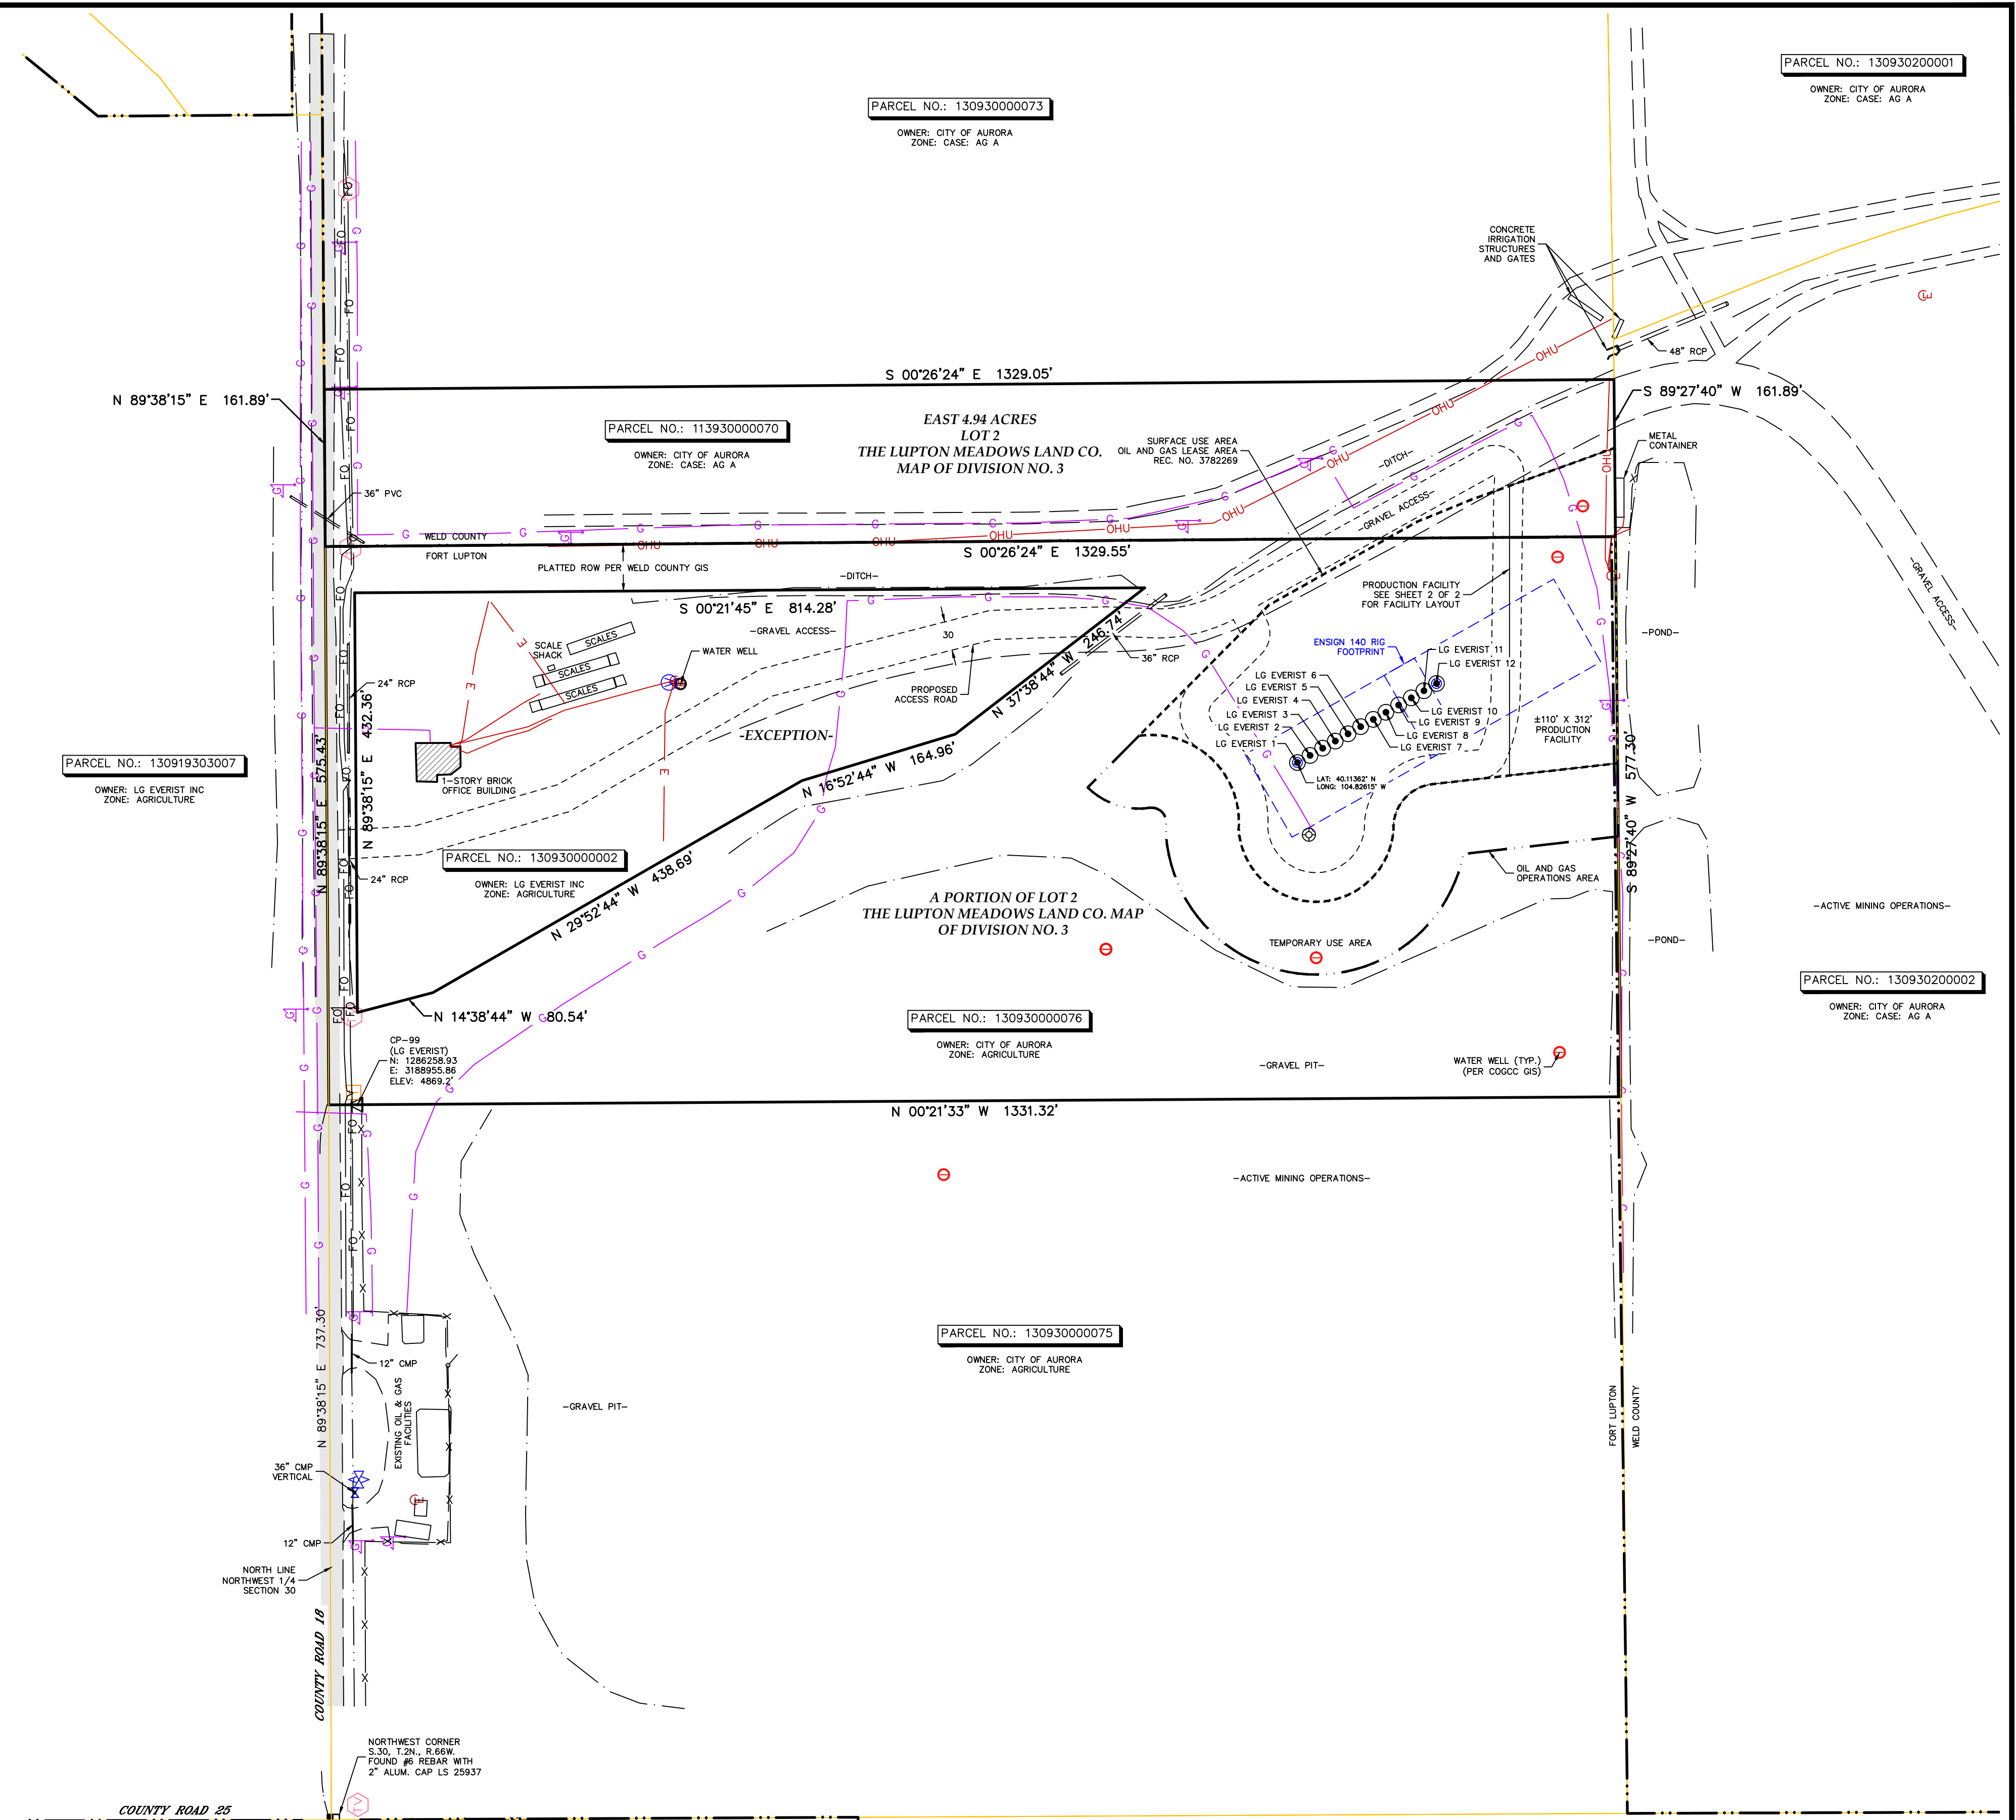 PARCEL NO.: 130930200001
OWNER: CITY OF AURORA
ZONE: CASE: AG A
PARCEL NO.: 130930000073
OWNER: CITY OF AURORA
ZONE: CASE: AG A
CONCRETE
IRRIGATION
STRUCTURES
AND GATES
48" RCP
S 00°26'24" E 1329.05'
N 89°38'15" E 161.89'
S 89°27'40" W 161.89'
PARCEL NO.: 113930000070
OWNER: CITY OF AURORA
ZONE: CASE: AG A
EAST 4.94 ACRES
LOT 2
THE LUPTON MEADOWS LAND CO.
MAP OF DIVISION NO. 3
SURFACE USE AREA
OIL AND GAS LEASE AREA
REC. NO. 3782269
-DITCH-
-GRAVEL ACCESS-
METAL
CONTAINER
36" PVC
WELD COUNTY
FORT LUPTON
S 00°26'24" E 1329.55'
PLATTED ROW PER WELD COUNTY GIS
-DITCH-
S 00°21'45" E 814.28'
-GRAVEL ACCESS-
30
PRODUCTION FACILITY
SEE SHEET 2 OF 2
FOR FACILITY LAYOUT
-GRAVEL ACCESS-
-POND-
SCALE
SHACK
SCALES
SCALES
SCALES
WATER WELL
36" RCP
N 37°38'44" W 246.74'
PROPOSED
ACCESS ROAD
ENSIGN 140 RIG
FOOTPRINT
LG EVERIST 11
LG EVERIST 12
LG EVERIST 6
LG EVERIST 5
LG EVERIST 4
LG EVERIST 3
LG EVERIST 2
LG EVERIST 1
LG EVERIST 10
LG EVERIST 9
LG EVERIST 8
LG EVERIST 7
±110' X 312'
PRODUCTION
FACILITY
LAT: 40.11362° N
LONG: 104.82615° W
24" RCP
N 89°38'15" E 432.36'
N 89°38'15" E 575.43'
-EXCEPTION-
N 16°52'44" W 164.96'
S 89°27'40" W 577.30'
PARCEL NO.: 130919303007
OWNER: LG EVERIST INC
ZONE: AGRICULTURE
1-STORY BRICK
OFFICE BUILDING
PARCEL NO.: 130930000002
OWNER: LG EVERIST INC
ZONE: AGRICULTURE
24" RCP
N 29°52'44" W 438.69'
A PORTION OF LOT 2
THE LUPTON MEADOWS LAND CO. MAP
OF DIVISION NO. 3
OIL AND GAS
OPERATIONS AREA
-ACTIVE MINING OPERATIONS-
-POND-
TEMPORARY USE AREA
PARCEL NO.: 130930200002
OWNER: CITY OF AURORA
ZONE: CASE: AG A
N 14°38'44" W 80.54'
PARCEL NO.: 130930000076
OWNER: CITY OF AURORA
ZONE: AGRICULTURE
CP-99
(LG EVERIST)
N: 1286258.93
E: 3188955.86
ELEV: 4869.2'
-GRAVEL PIT-
WATER WELL (TYP.)
(PER COGCC GIS)
N 00°21'33" W 1331.32'
-ACTIVE MINING OPERATIONS-
PARCEL NO.: 130930000075
OWNER: CITY OF AURORA
ZONE: AGRICULTURE
N 89°38'15" E 737.30'
12" CMP
EXISTING OIL & GAS
FACILITIES
-GRAVEL PIT-
FORT LUPTON
WELD COUNTY
36" CMP
VERTICAL
12" CMP
NORTH LINE
NORTHWEST 1/4
SECTION 30
COUNTY ROAD 18
NORTHWEST CORNER
S.30, T.2N., R.66W.
FOUND #6 REBAR WITH
2" ALUM. CAP LS 25937
TV
COUNTY ROAD 25